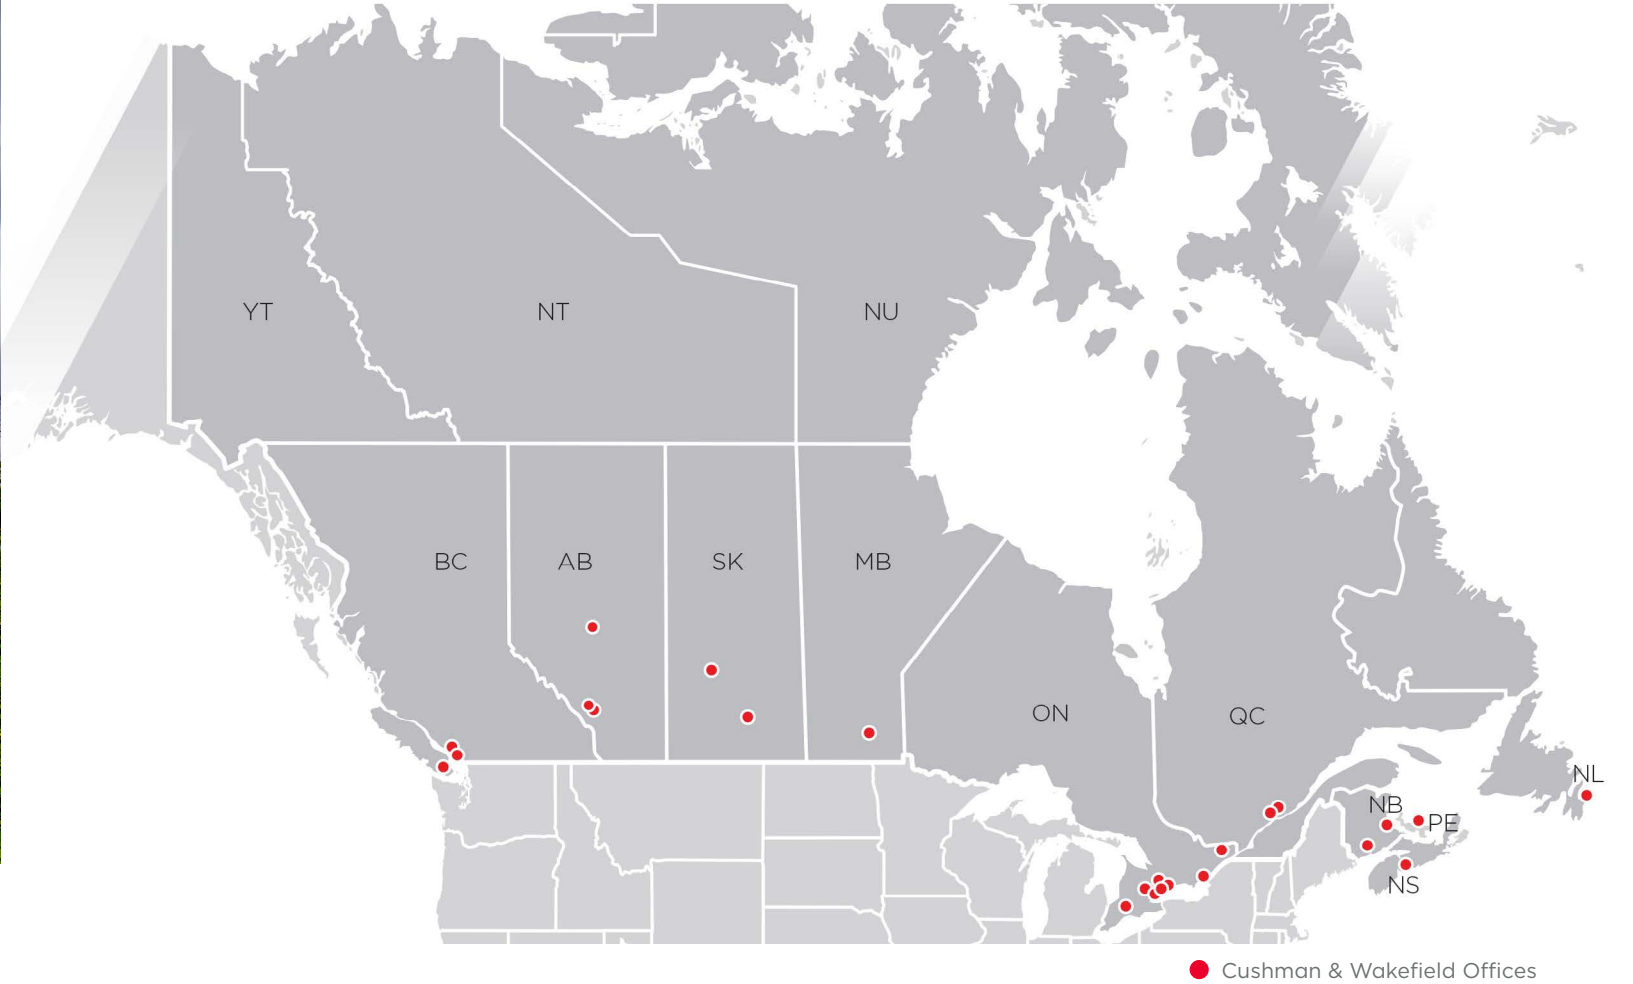 YT
NT
NU
BC
AB
SK
MB
ON
QC
NL
NB
PE
NS
Cushman & Wakefield Offices